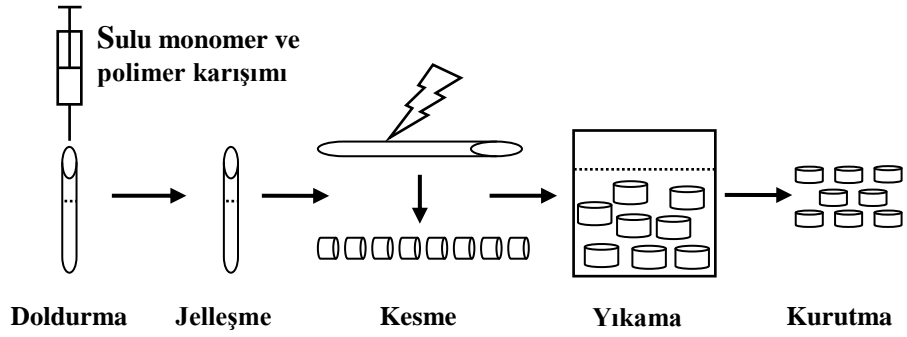 Sulu monomer ve
polimer karışımı
Doldurma
Jelleşme
Kesme
Yıkama
Kurutma